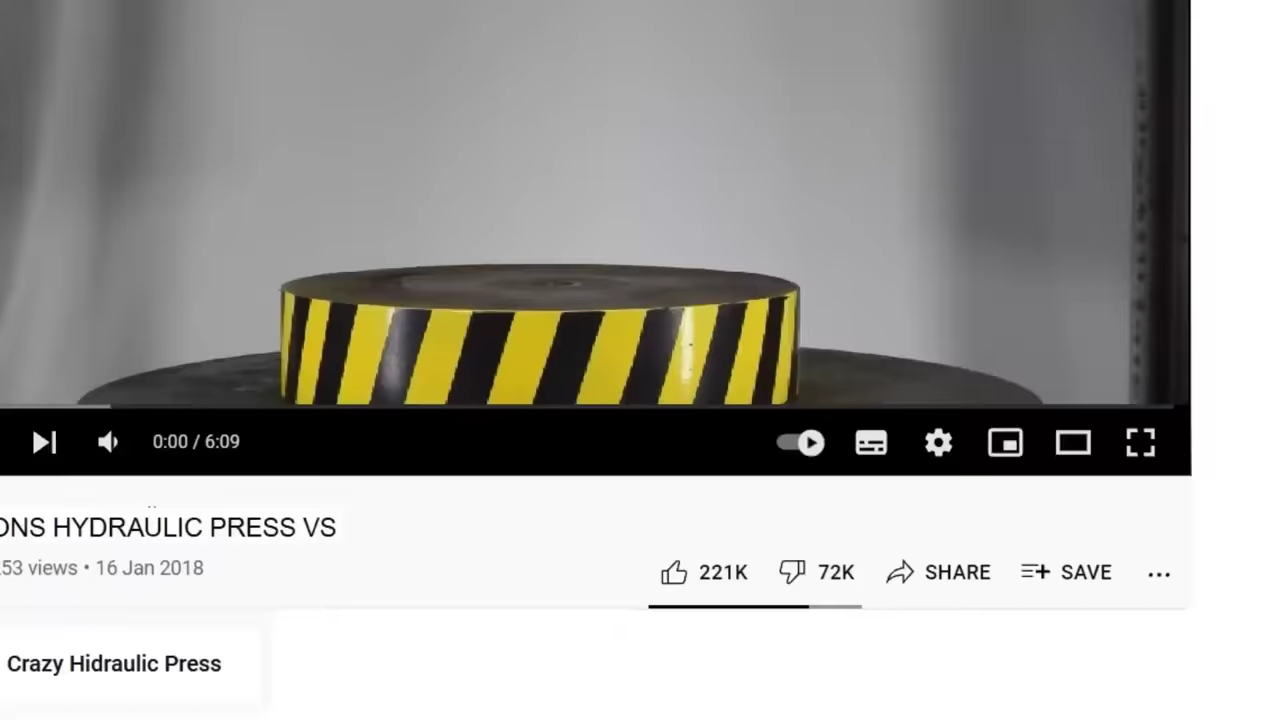 0:00 / 6:09
ONS HYDRAULIC PRESS VS
53 views • 16 Jan 2018
221K
72K
SHARE
SAVE
Crazy Hidraulic Press